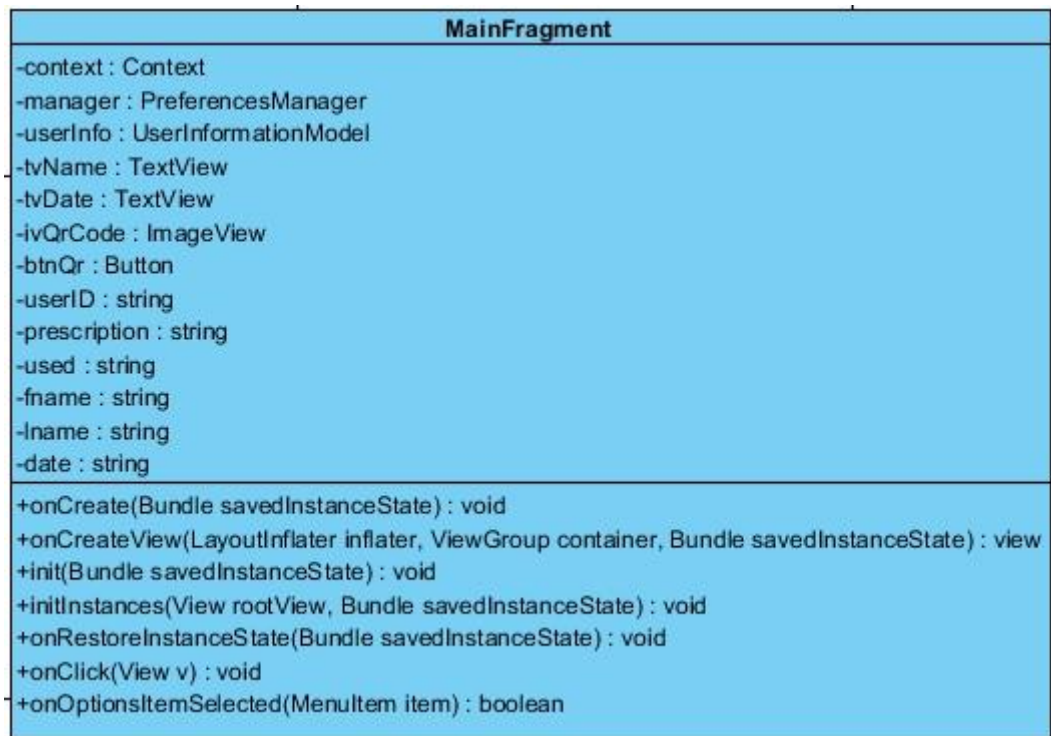 MainFragment
-context : Context
-manager : PreferencesManager
-userInfo : UserInformationModel
-tvName : TextView
-tvDate : TextView
-ivQrCode : ImageView
-btnQr : Button
-userID : string
-prescription : string
-used : string
-fname : string
-lname : string
-date : string
+onCreate(Bundle savedInstanceState) : void
+onCreateView(LayoutInflater inflater, ViewGroup container, Bundle savedInstanceState) : view
+init(Bundle savedInstanceState) : void
+initInstances(View rootView, Bundle savedInstanceState) : void
+onRestoreInstanceState(Bundle savedInstanceState) : void
+onClick(View v) : void
+onOptionsItemSelected(MenuItem item) : boolean